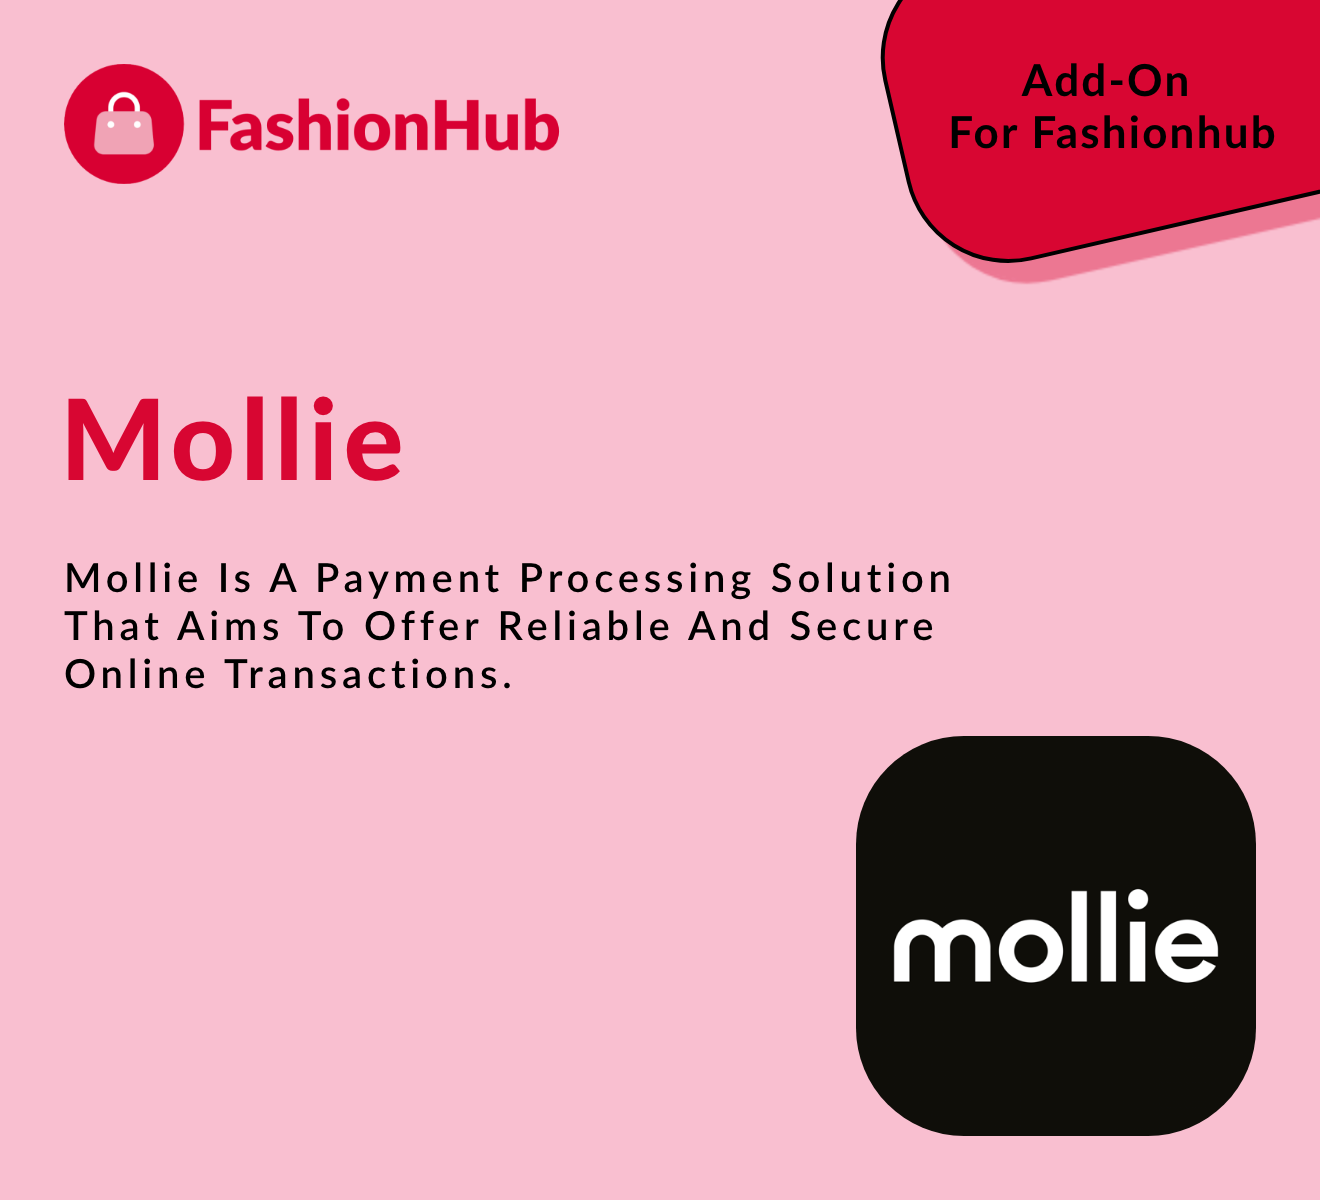 FashionHub
Add-On
For Fashionhub
Mollie
Mollie Is A Payment Processing Solution
That Aims To Offer Reliable And Secure
Online Transactions.
mollie